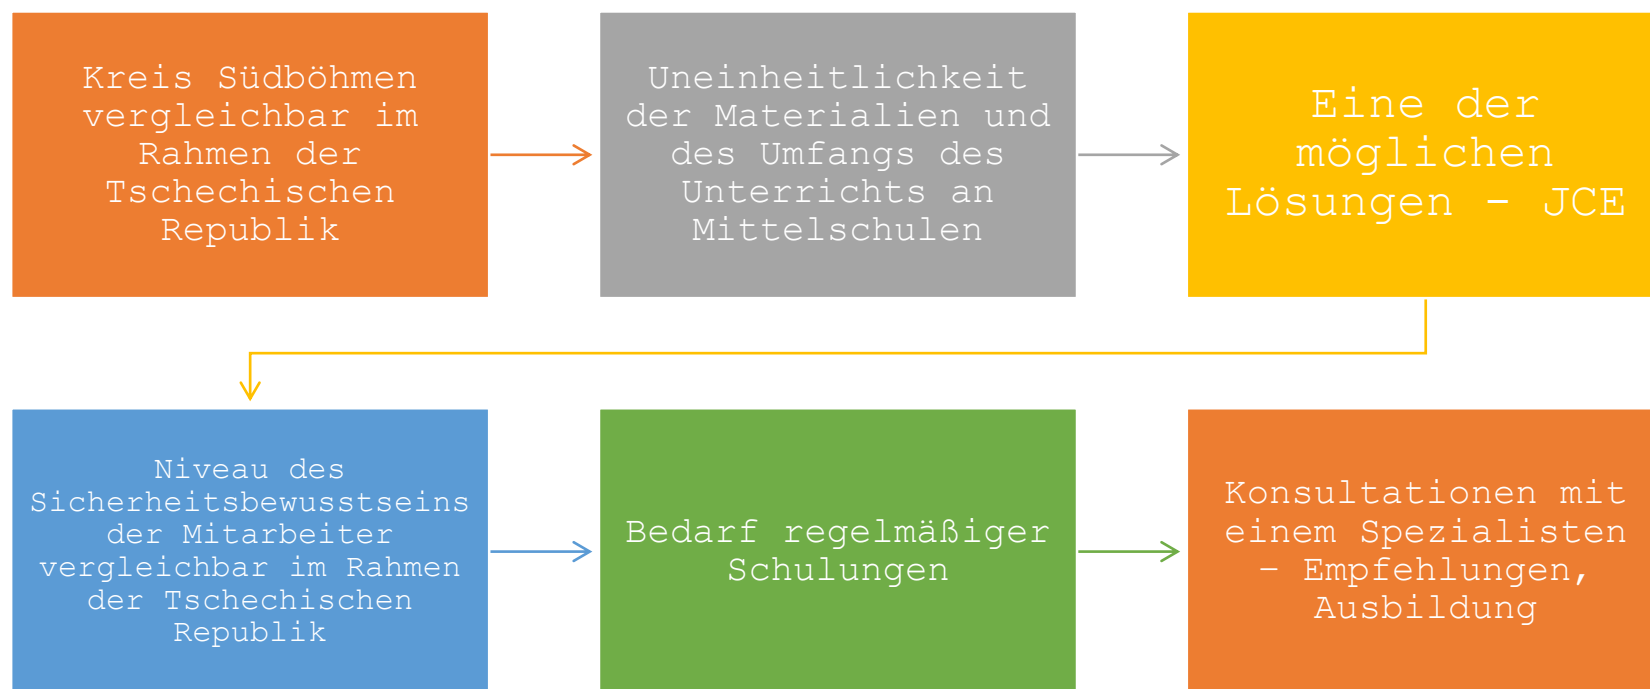 Kreis Südböhmen
vergleichbar im
Rahmen der
Tschechischen
Republik
Uneinheitlichkeit
der Materialien und
des Umfangs des
Unterrichts an
Mittelschulen
Eine der
möglichen
Lösungen - JCE
Niveau des
Sicherheitsbewusstseins
der Mitarbeiter
vergleichbar im Rahmen
der Tschechischen
Republik
Bedarf regelmäßiger
Schulungen
Konsultationen mit
einem Spezialisten
– Empfehlungen,
Ausbildung